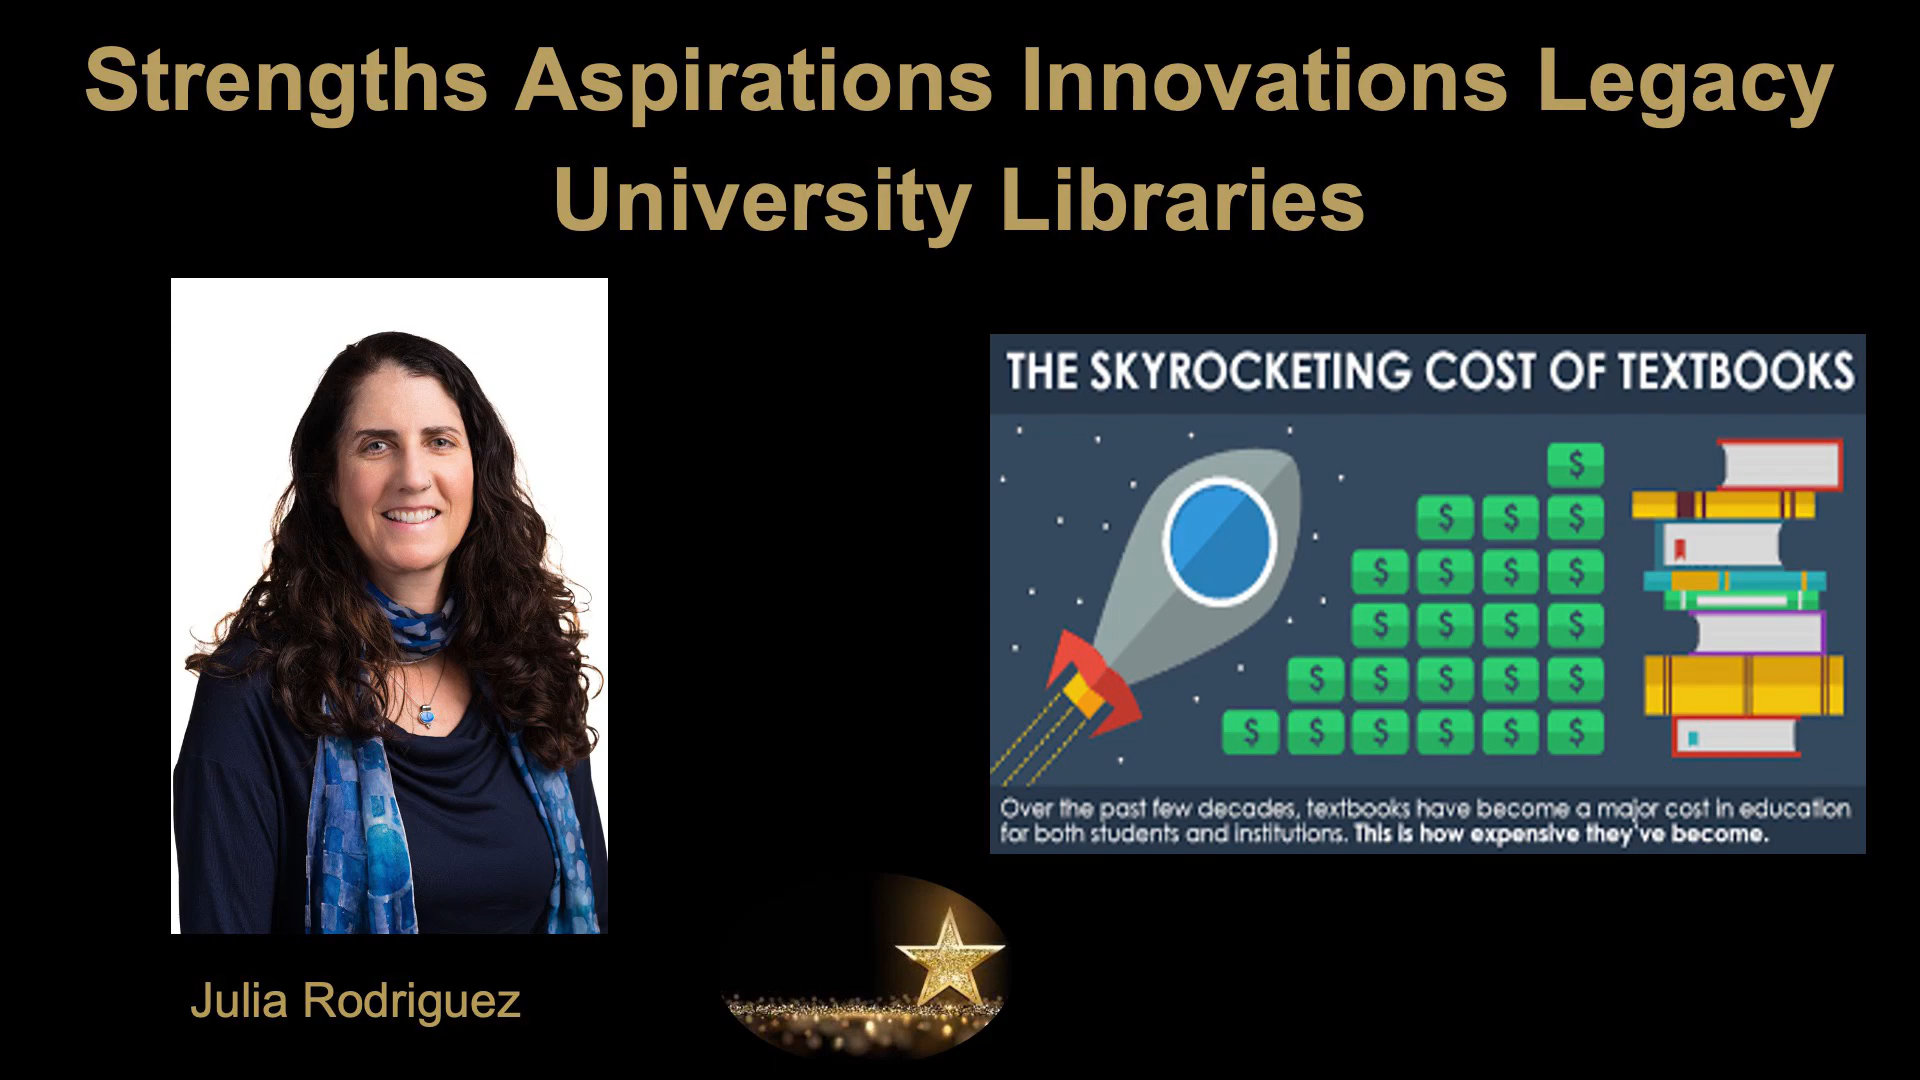 Strengths Aspirations Innovations Legacy
University Libraries
THE SKYROCKETING COST OF TEXTBOOKS
$
$ $ $
$ $ $ $
$ $ $ $
$ $ $ $ $
$ $ $ $ $ $
Over the past few decades, textbooks have become a major cost in education
for both students and institutions. This is how expensive they've become.
Julia Rodriguez